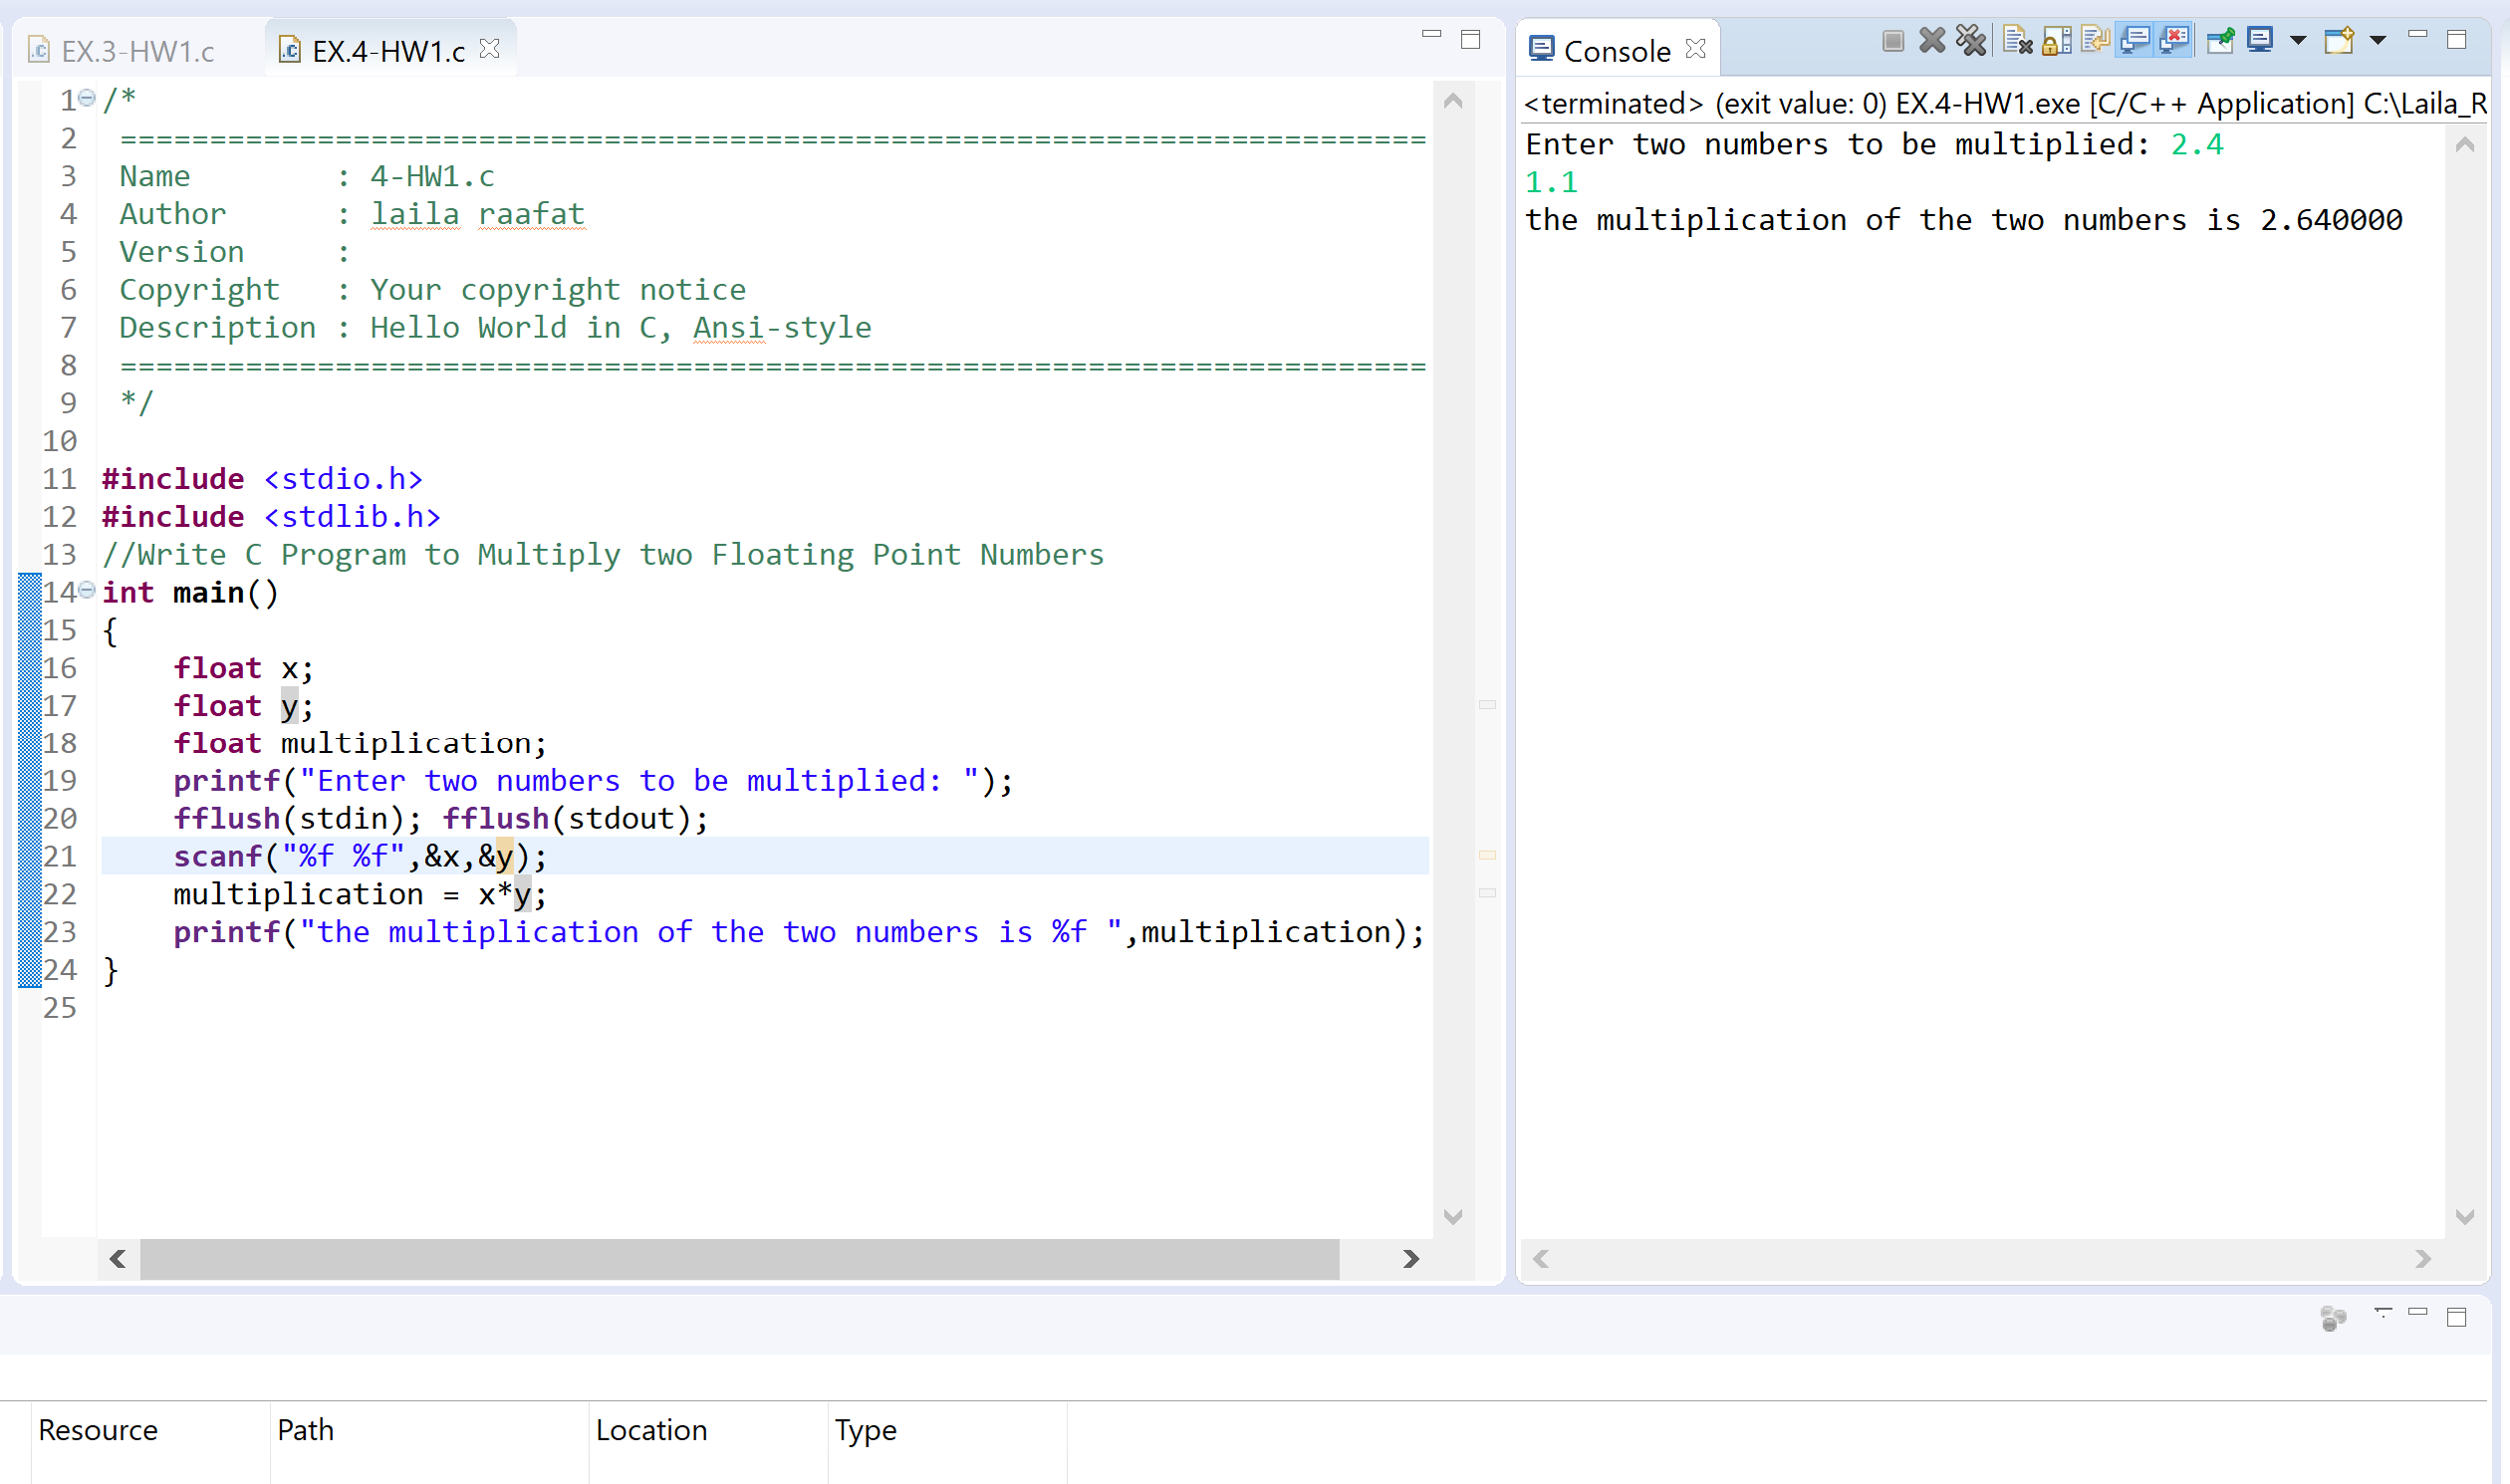 EX.3-HW1.c
EX.4-HW1.c
1 /*
2 =========================================================================
3 Name : 4-HW1.c
4 Author : laila raafat
5 Version :
6 Copyright : Your copyright notice
7 Description : Hello World in C, Ansi-style
8 =========================================================================
9 */
10
11 #include <stdio.h>
12 #include <stdlib.h>
13 //Write C Program to Multiply two Floating Point Numbers
14 int main()
15 {
16 float x;
17 float y;
18 float multiplication;
19 printf("Enter two numbers to be multiplied: ");
20 fflush(stdin); fflush(stdout);
21 scanf("%f %f",&x,&y);
22 multiplication = x*y;
23 printf("the multiplication of the two numbers is %f ",multiplication);
24 }
25
Console
<terminated> (exit value: 0) EX.4-HW1.exe [C/C++ Application] C:\Laila_R
Enter two numbers to be multiplied: 2.4
1.1
the multiplication of the two numbers is 2.640000
Resource Path Location Type